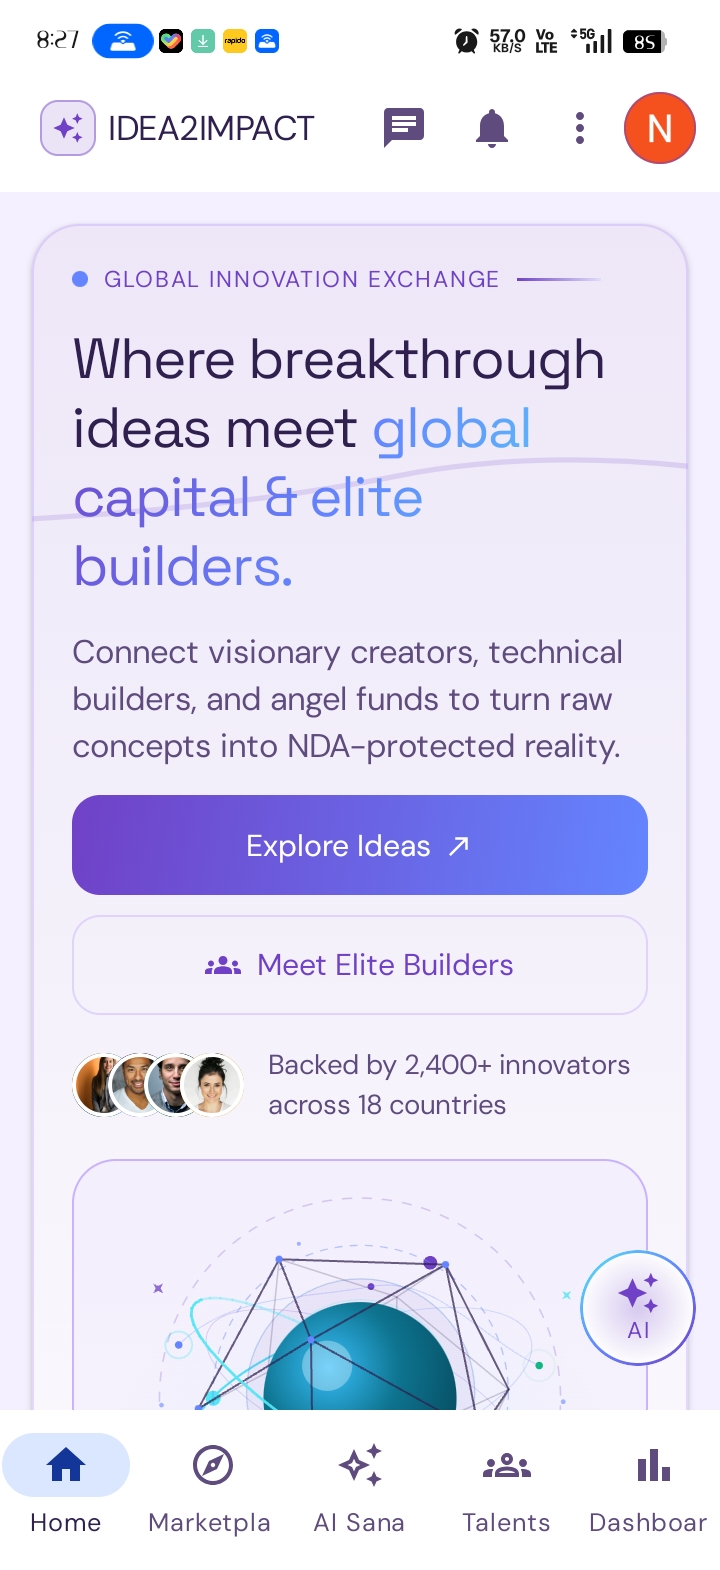 8:27
rapido
57.0
KB/S
Vo
LTE
5G
85
IDEA2IMPACT
N
GLOBAL INNOVATION EXCHANGE
Where breakthrough
ideas meet global
capital & elite
builders.
Connect visionary creators, technical
builders, and angel funds to turn raw
concepts into NDA-protected reality.
Explore Ideas
Meet Elite Builders
Backed by 2,400+ innovators
across 18 countries
AI
Home
Marketpla
AI Sana
Talents
Dashboar